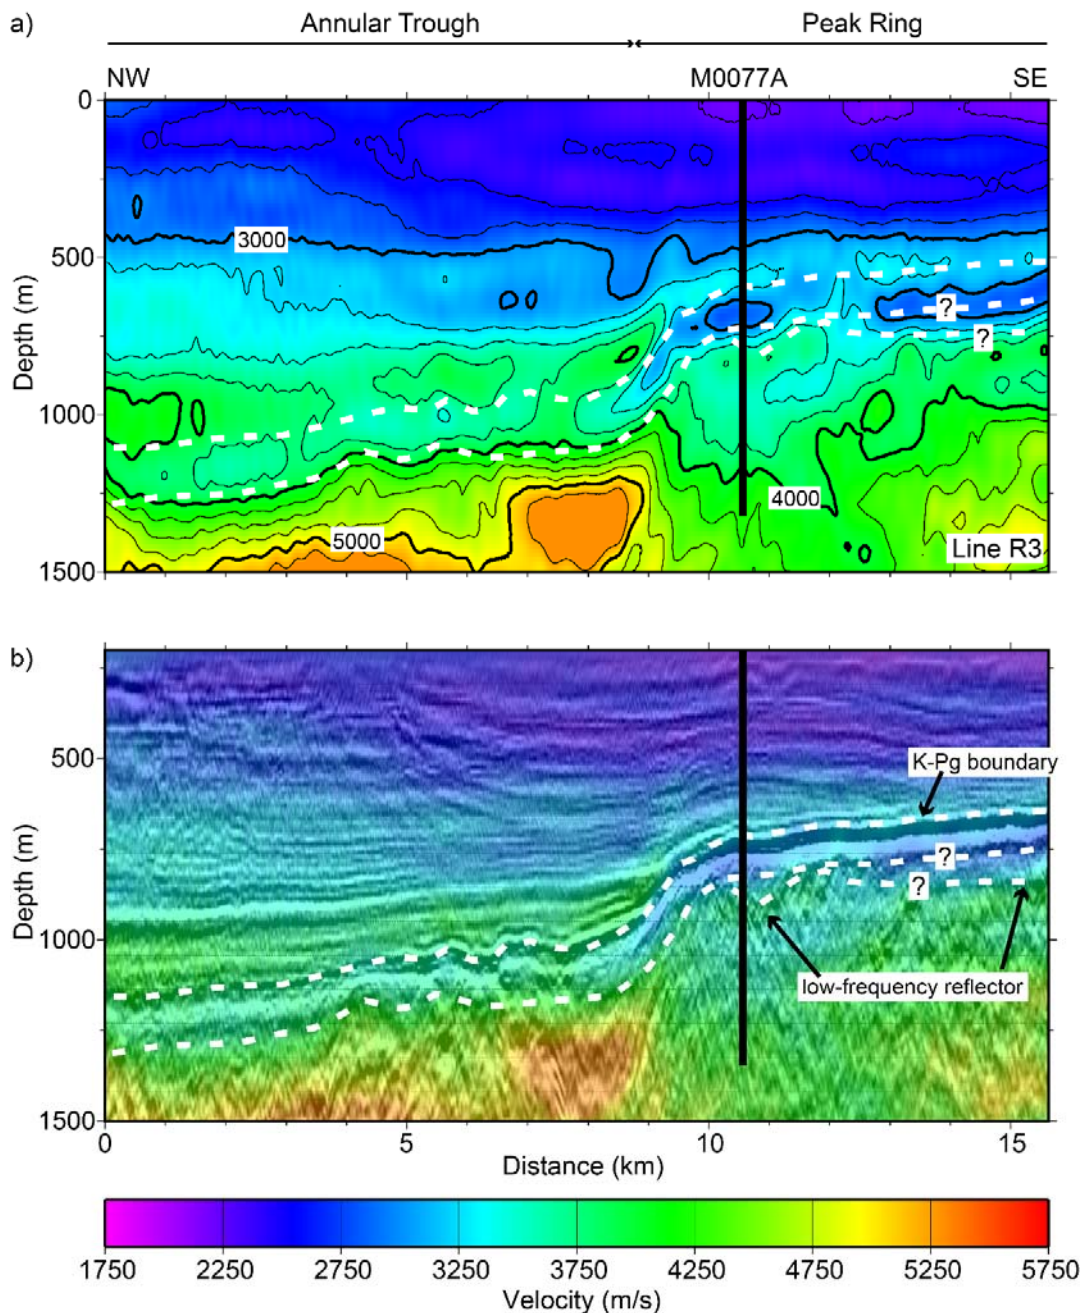 a)
Annular Trough
Peak Ring
NW
M0077A
SE
0
500
1000
1500
Depth (m)
3000
?
?
4000
5000
Line R3
b)
500
1000
1500
Depth (m)
K-Pg boundary
?
?
low-frequency reflector
0
5
10
15
Distance (km)
1750
2250
2750
3250
3750
4250
4750
5250
5750
Velocity (m/s)